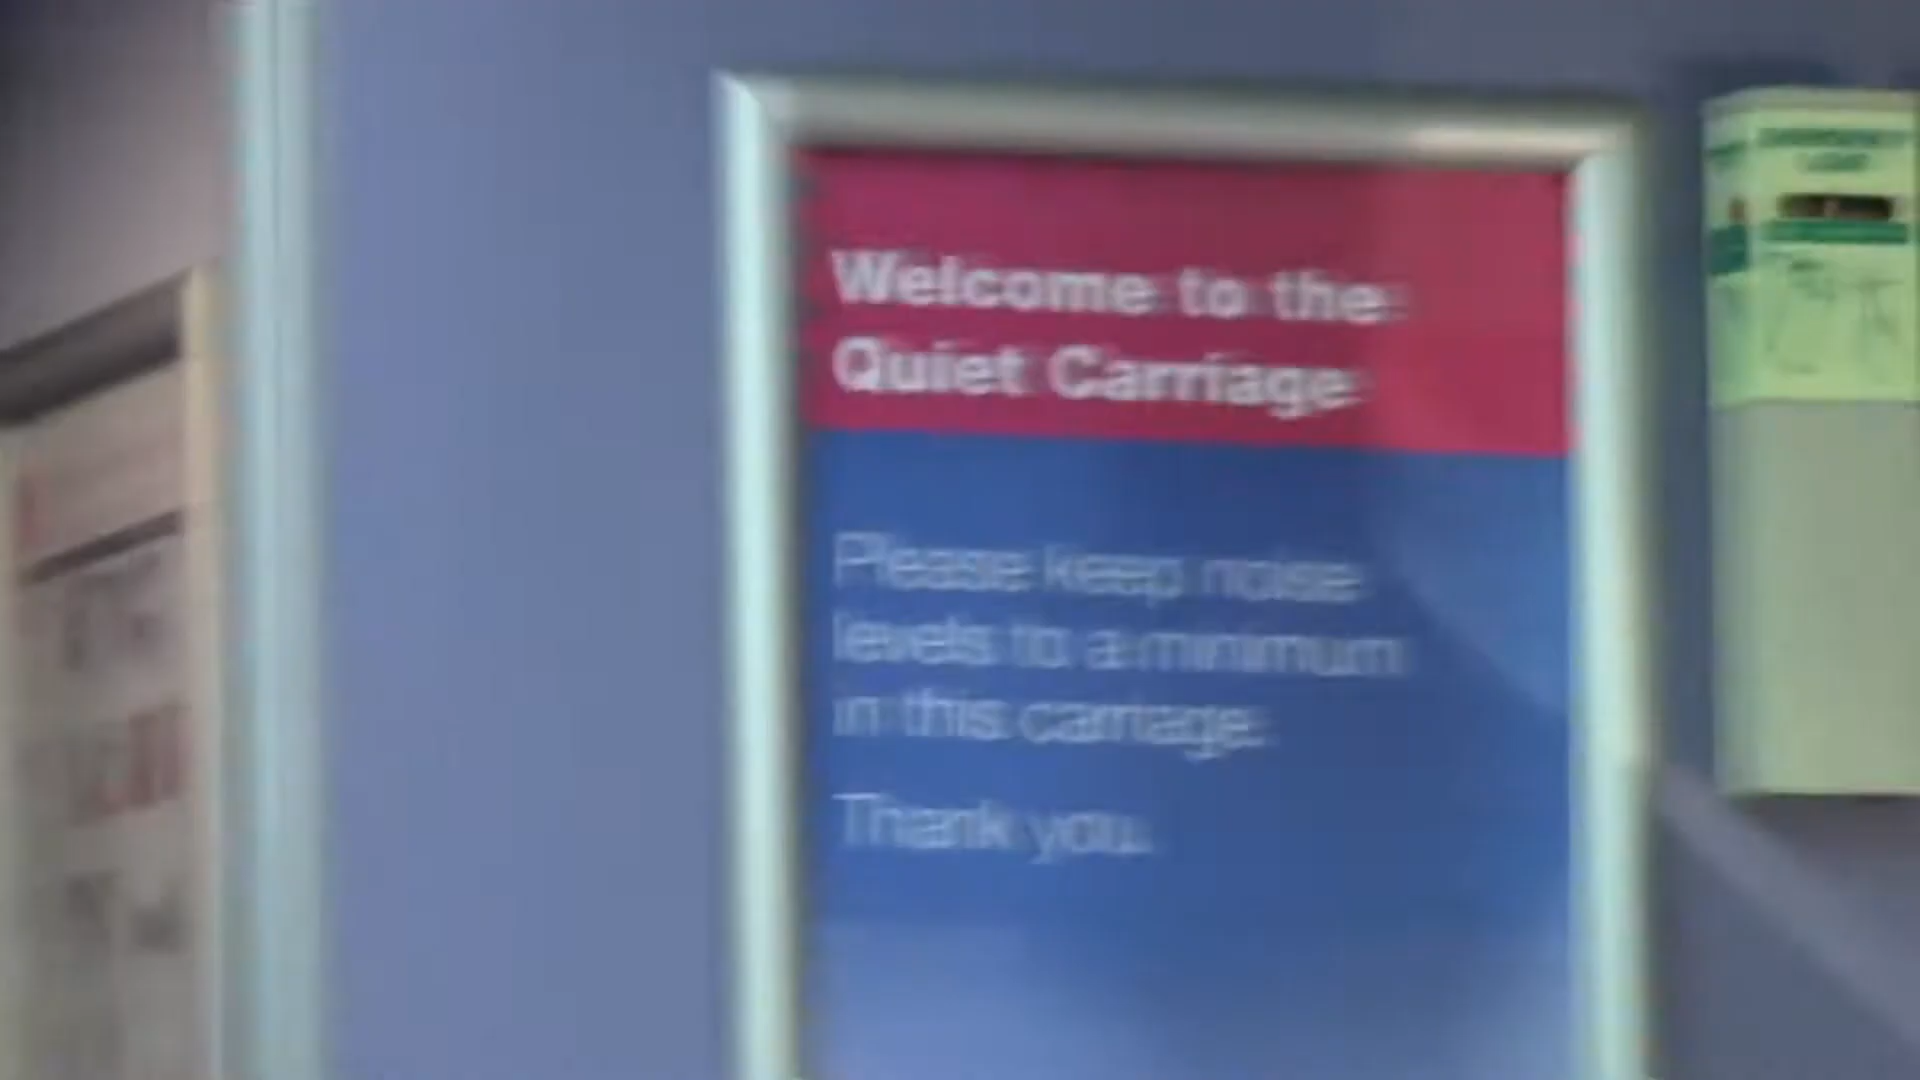 Welcome to the
Quiet Carriage
Please keep noise
levels to a minimum
in this carriage.
Thank you.